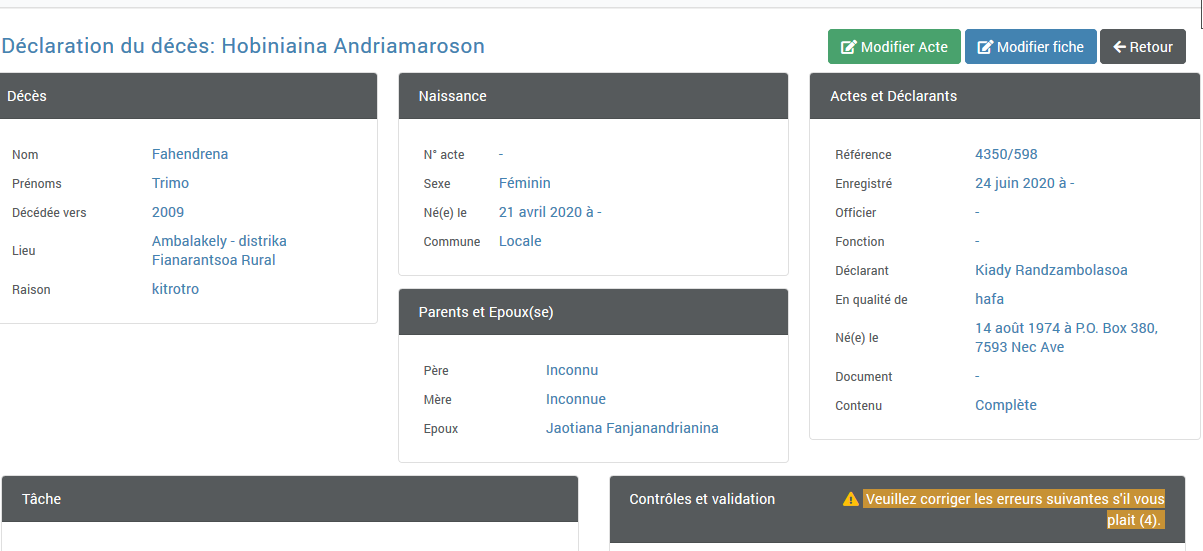 Déclaration du décès: Hobiniaina Andriamaroson
Modifier Acte
Modifier fiche
Retour
Décès
Nom Fahendrena
Prénoms Trimo
Décédée vers 2009
Lieu Ambalakely - distrika
Fianarantsoa Rural
Raison kitrotro
Naissance
N° acte -
Sexe Féminin
Né(e) le 21 avril 2020 à -
Commune Locale
Parents et Epoux(se)
Père Inconnu
Mère Inconnue
Epoux Jaotiana Fanjanandrianina
Actes et Déclarants
Référence 4350/598
Enregistré 24 juin 2020 à -
Officier -
Fonction -
Déclarant Kiady Randzambolasoa
En qualité de hafa
Né(e) le 14 août 1974 à P.O. Box 380,
7593 Nec Ave
Document -
Contenu Complète
Tâche
Contrôles et validation
Veuillez corriger les erreurs suivantes s'il vous
plait (4).